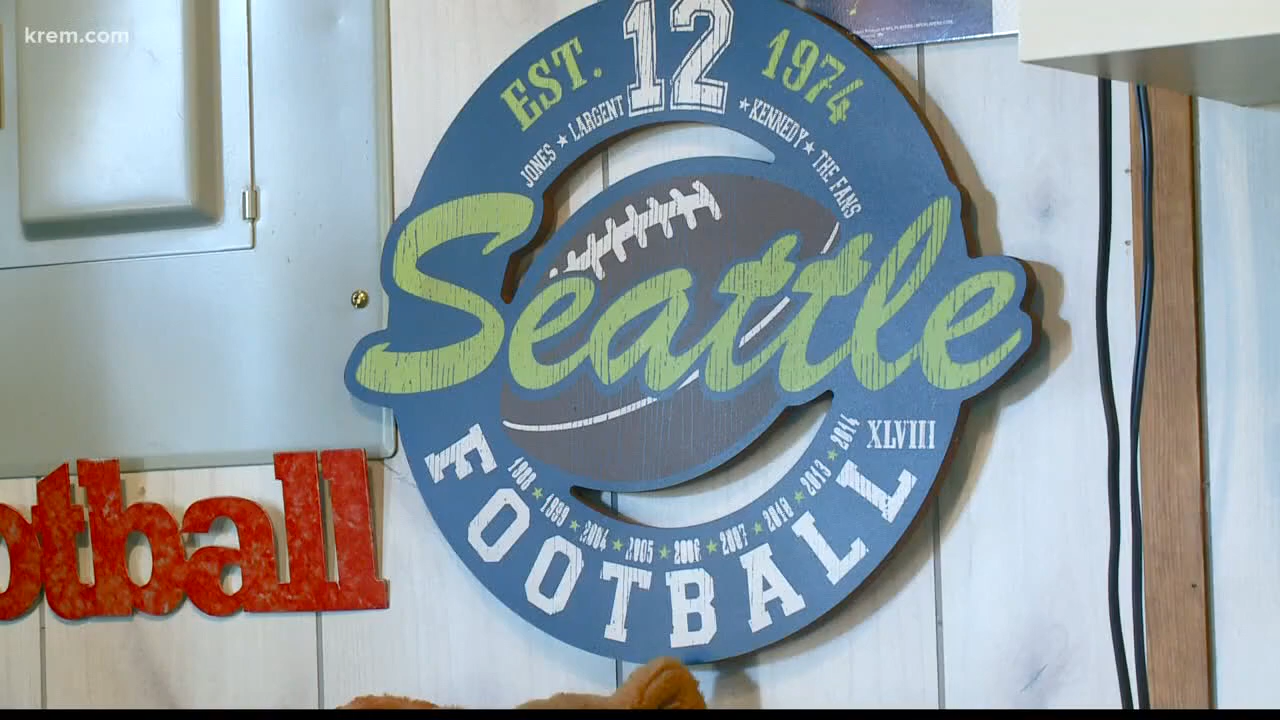 krem.com
EST. 12 1974
JONES ★ LARGENT ★ KENNEDY ★ THE FANS
Seattle
XLVIII
1988 ★ 1999 ★ 2004 ★ 2005 ★ 2006 ★ 2007 ★ 2010 ★ 2013 ★ 2014
FOOTBALL
otball